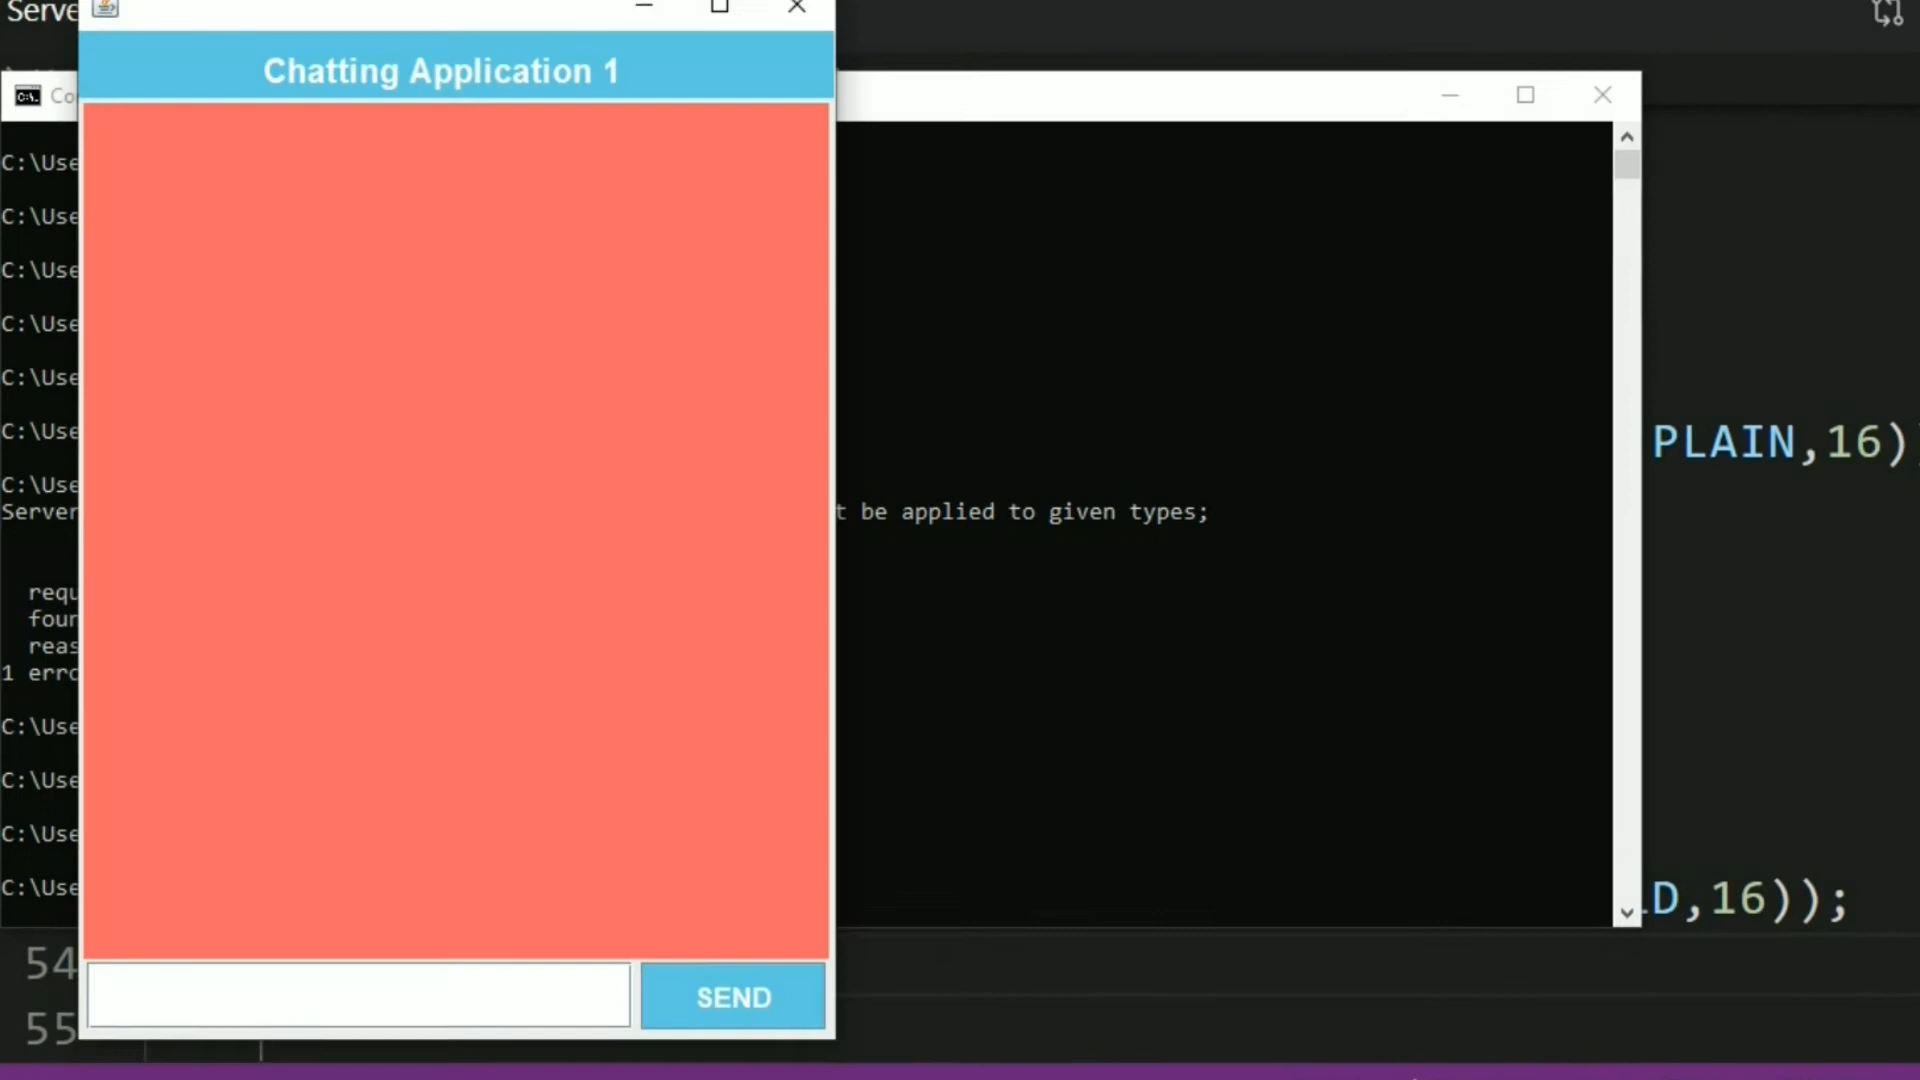 Serve
Chatting Application 1
Co
C:\Use
C:\Use
C:\Use
C:\Use
C:\Use
PLAIN,16)
C:\Use
C:\Use
Server t be applied to given types;
requ
foun
reas
1 erro
C:\Use
C:\Use
C:\Use
C:\Use
D,16));
54
SEND
55